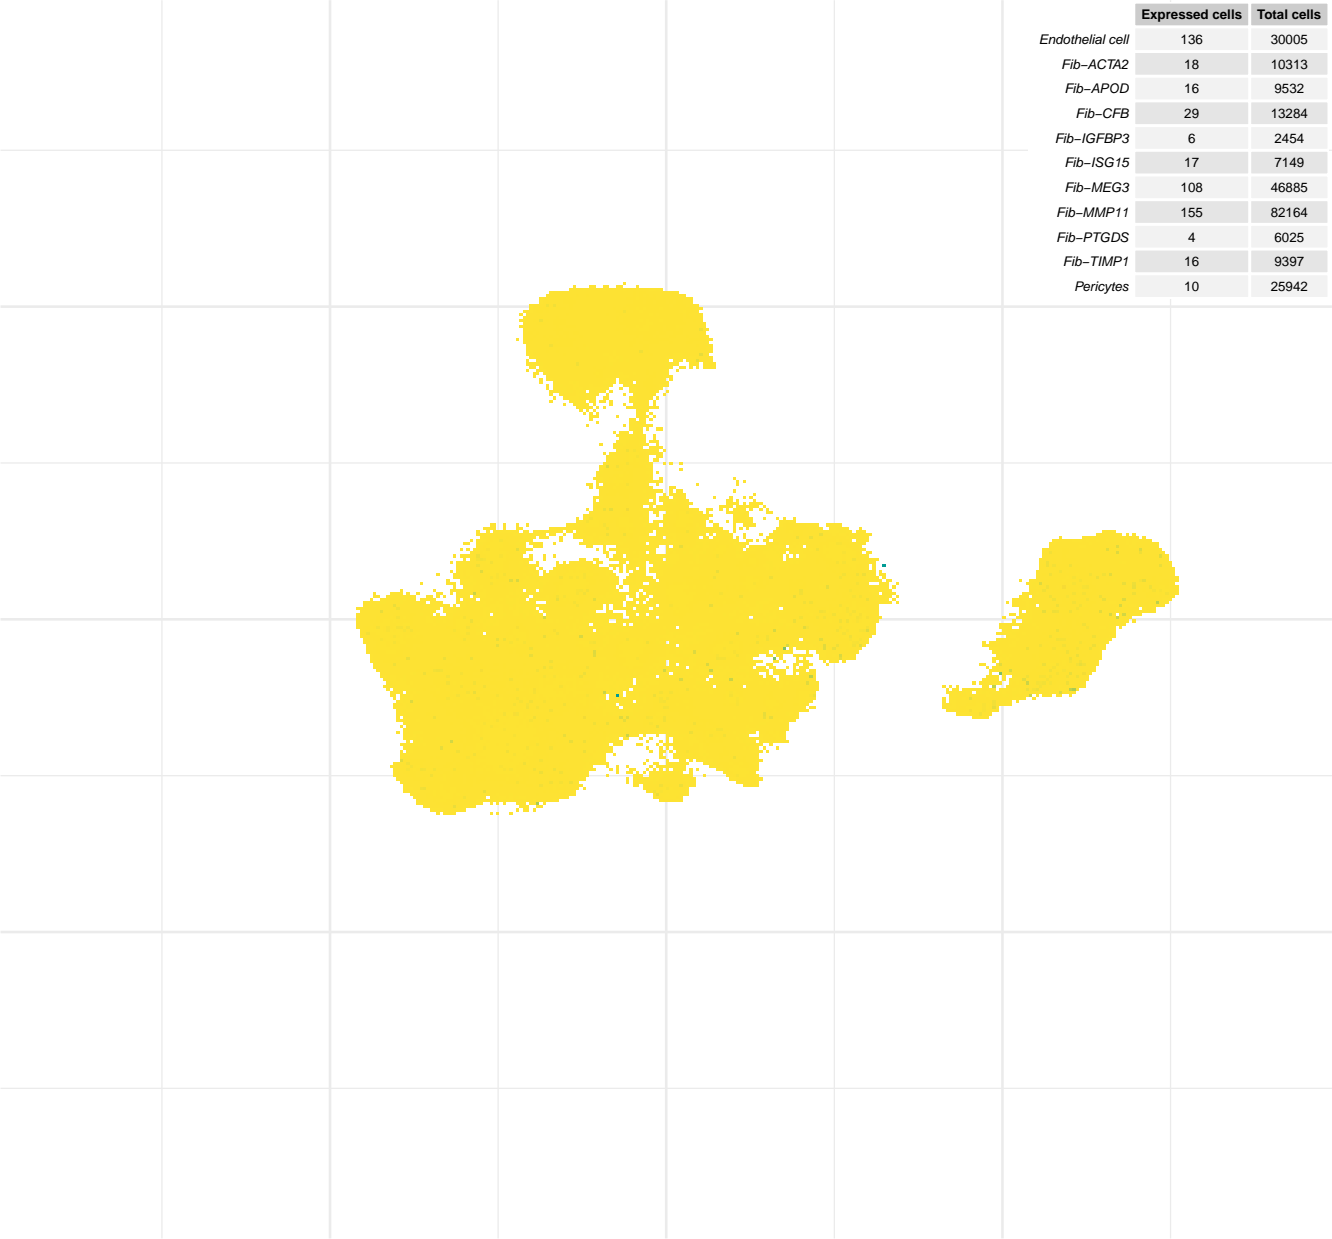 Expressed cells Total cells
Endothelial cell 136 30005
Fib−ACTA2 18 10313
Fib−APOD 16 9532
Fib−CFB 29 13284
Fib−IGFBP3 6 2454
Fib−ISG15 17 7149
Fib−MEG3 108 46885
Fib−MMP11 155 82164
Fib−PTGDS 4 6025
Fib−TIMP1 16 9397
Pericytes 10 25942